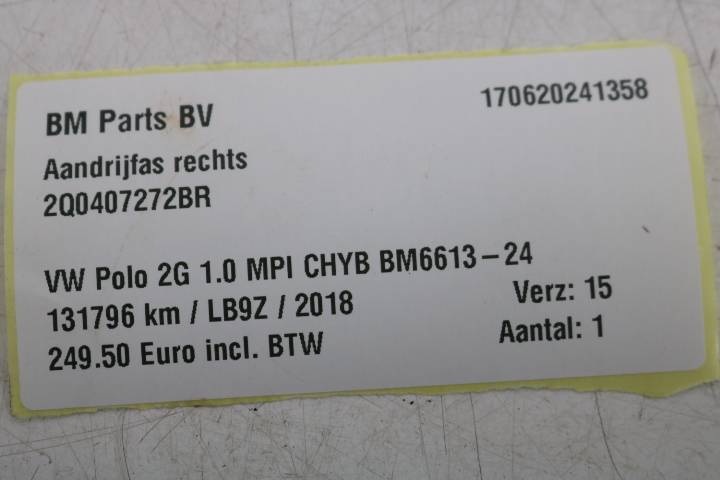 BM Parts BV 170620241358
Aandrijfas rechts
2Q0407272BR
VW Polo 2G 1.0 MPI CHYB BM6613-24
131796 km / LB9Z / 2018 Verz: 15
249.50 Euro incl. BTW Aantal: 1